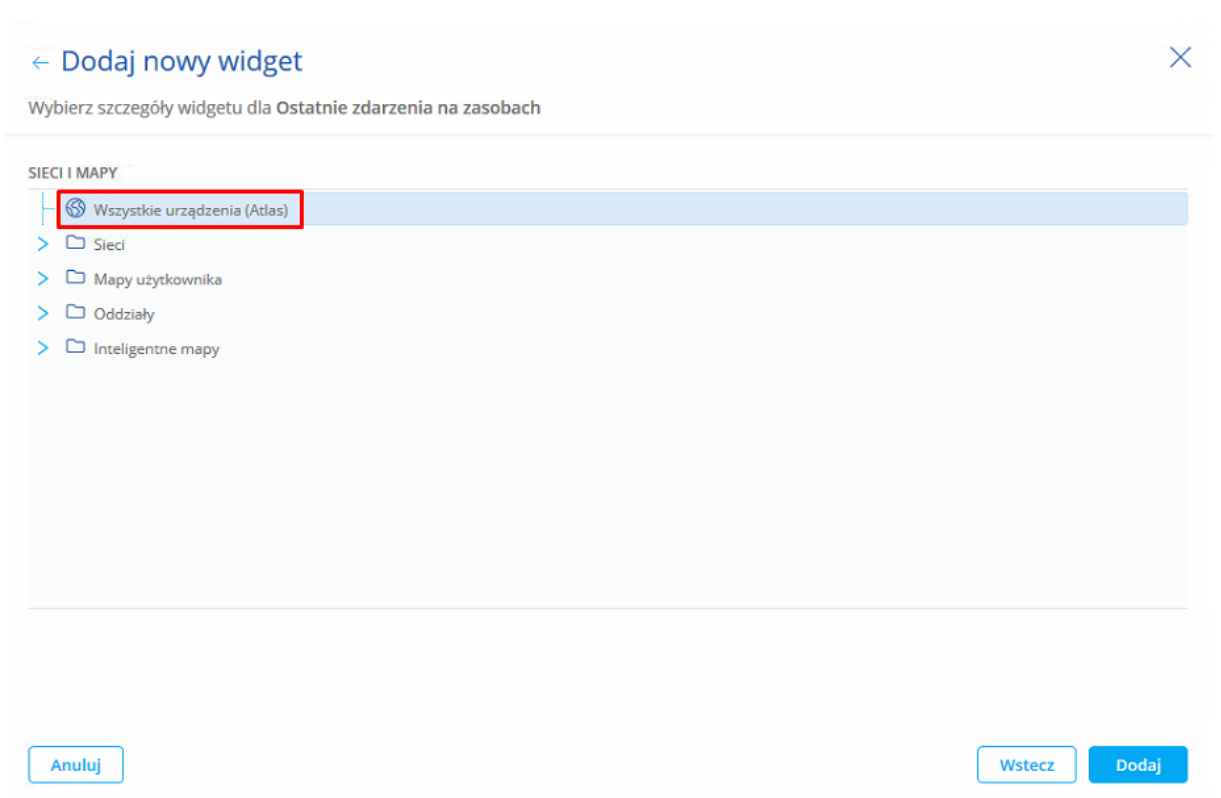 ← Dodaj nowy widget
Wybierz szczegóły widgetu dla Ostatnie zdarzenia na zasobach
SIECI I MAPY
Wszystkie urządzenia (Atlas)
Sieci
Mapy użytkownika
Oddziały
Inteligentne mapy
Anuluj Wstecz Dodaj